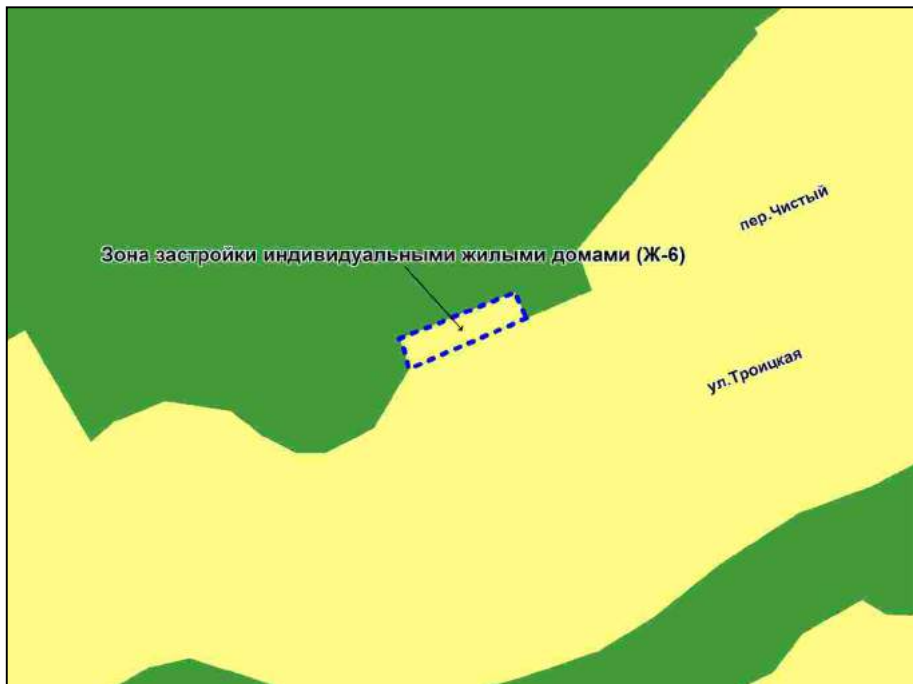 пер.Чистый
Зона застройки индивидуальными жилыми домами (Ж-6)
ул.Троицкая